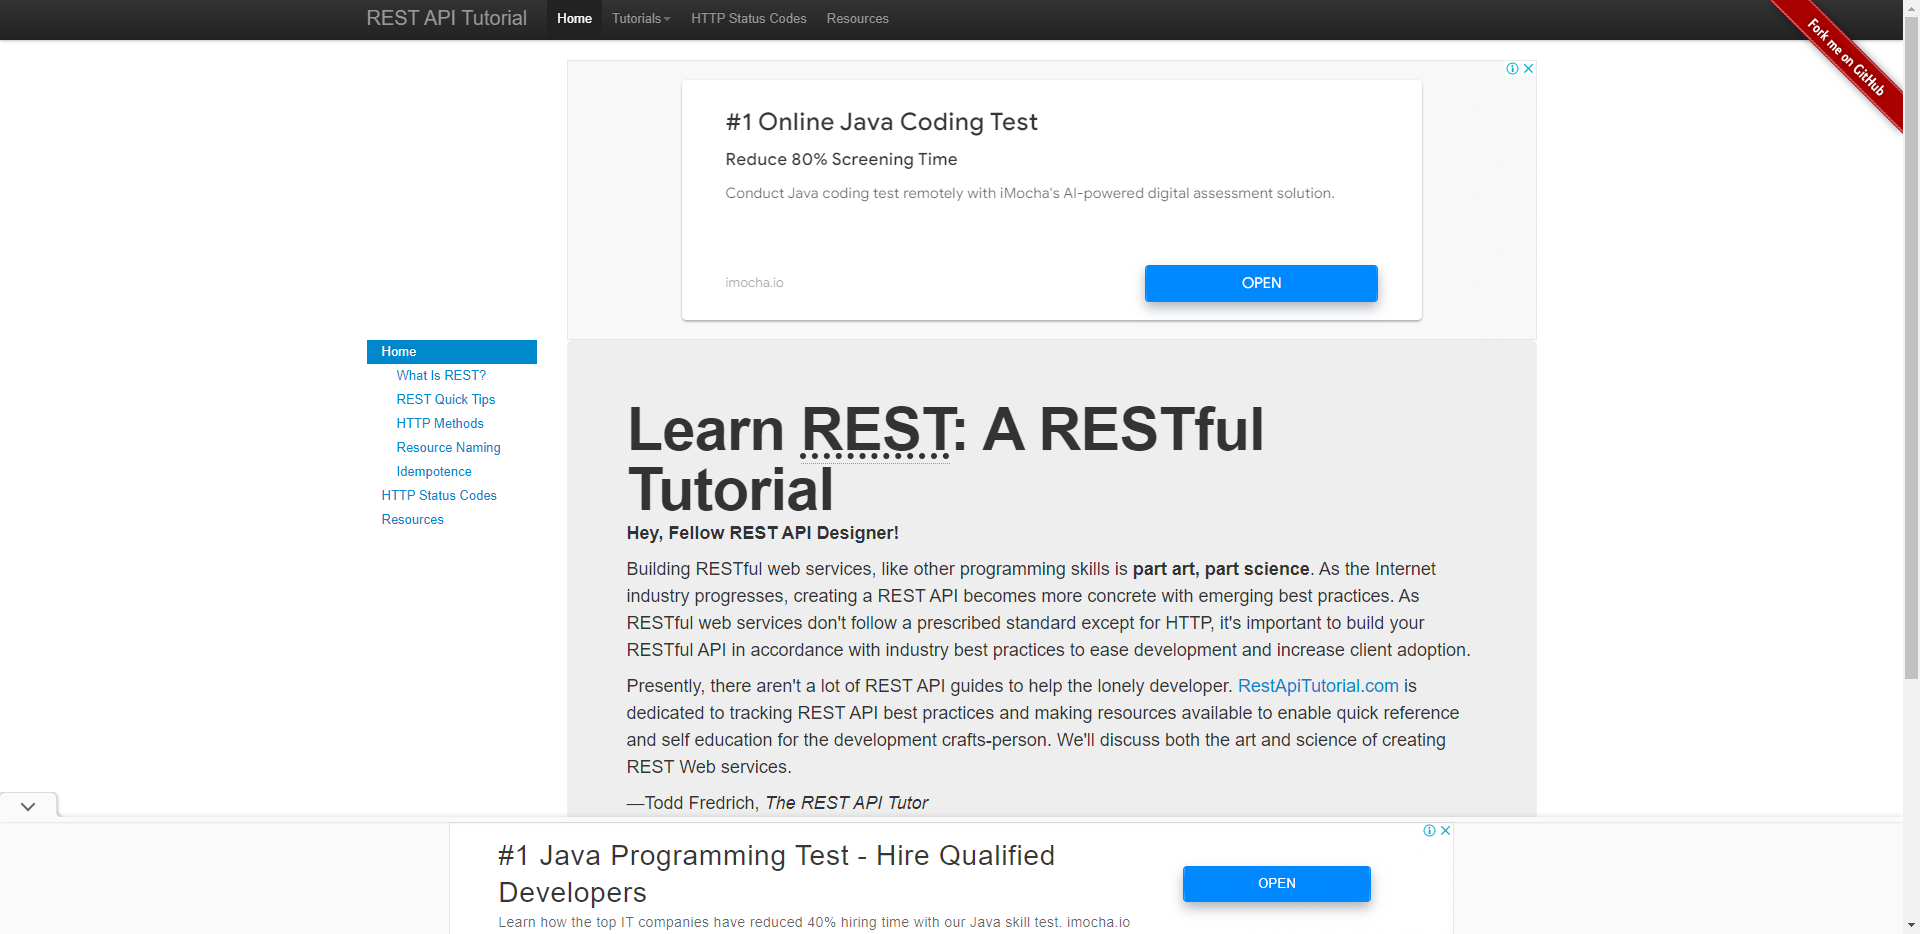 REST API Tutorial Home Tutorials HTTP Status Codes Resources
Fork me on GitHub
#1 Online Java Coding Test
Reduce 80% Screening Time
Conduct Java coding test remotely with iMocha's AI-powered digital assessment solution.
imocha.io
OPEN
Home
What Is REST?
REST Quick Tips
HTTP Methods
Resource Naming
Idempotence
HTTP Status Codes
Resources
Learn REST: A RESTful
Tutorial
Hey, Fellow REST API Designer!
Building RESTful web services, like other programming skills is part art, part science. As the Internet
industry progresses, creating a REST API becomes more concrete with emerging best practices. As
RESTful web services don't follow a prescribed standard except for HTTP, it's important to build your
RESTful API in accordance with industry best practices to ease development and increase client adoption.
Presently, there aren't a lot of REST API guides to help the lonely developer. RestApiTutorial.com is
dedicated to tracking REST API best practices and making resources available to enable quick reference
and self education for the development crafts-person. We'll discuss both the art and science of creating
REST Web services.
—Todd Fredrich, The REST API Tutor
#1 Java Programming Test - Hire Qualified
Developers
Learn how the top IT companies have reduced 40% hiring time with our Java skill test. imocha.io
OPEN